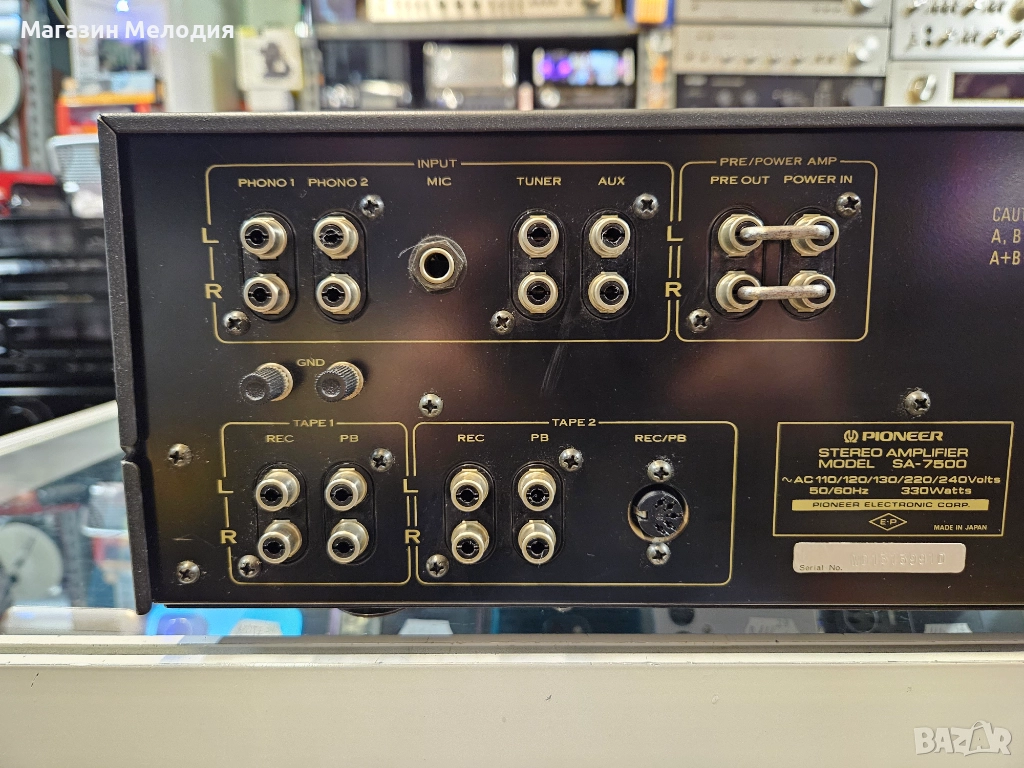 Магазин Мелодия
INPUT
PRE/POWER AMP
PHONO 1 PHONO 2 MIC TUNER AUX
PRE OUT POWER IN
L
R
L
R
CAUT
A, B
A+B
GND
TAPE 1
TAPE 2
REC PB
REC PB REC/PB
L
R
L
R
PIONEER
STEREO AMPLIFIER
MODEL SA-7500
~AC 110/120/130/220/240Volts
50/60Hz 330Watts
PIONEER ELECTRONIC CORP.
E·P
MADE IN JAPAN
Serial No.
BAZAR